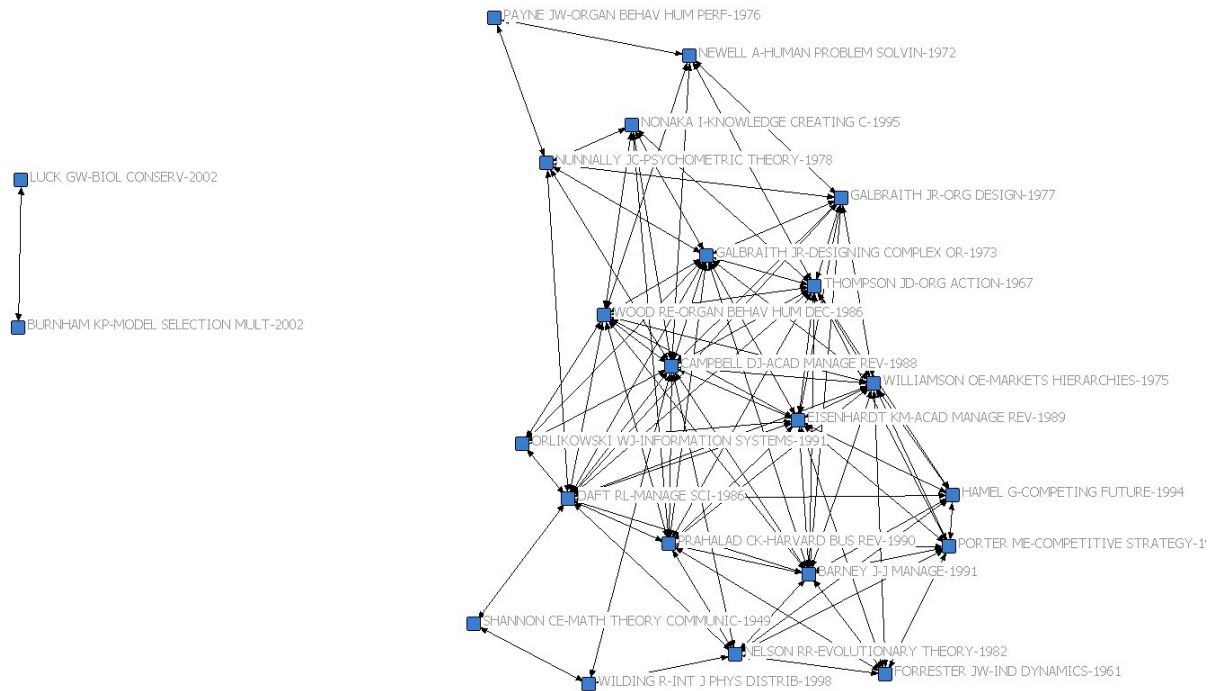 PAYNE JW-ORGAN BEHAV HUM PERF-1976
NEWELL A-HUMAN PROBLEM SOLVIN-1972
NONAKA I-KNOWLEDGE CREATING C-1995
NUNNALLY JC-PSYCHOMETRIC THEORY-1978
LUCK GW-BIOL CONSERV-2002
GALBRAITH JR-ORG DESIGN-1977
GALBRAITH JR-DESIGNING COMPLEX OR-1973
THOMPSON JD-ORG ACTION-1967
WOOD RE-ORGAN BEHAV HUM DEC-1986
BURNHAM KP-MODEL SELECTION MULT-2002
CAMPBELL DJ-ACAD MANAGE REV-1988
WILLIAMSON OE-MARKETS HIERARCHIES-1975
EISENHARDT KM-ACAD MANAGE REV-1989
ORLIKOWSKI WJ-INFORMATION SYSTEMS-1991
HAMEL G-COMPETING FUTURE-1994
DAFT RL-MANAGE SCI-1986
PRAHALAD CK-HARVARD BUS REV-1990
PORTER ME-COMPETITIVE STRATEGY-1
BARNEY J-J MANAGE-1991
SHANNON CE-MATH THEORY COMMUNIC-1949
NELSON RR-EVOLUTIONARY THEORY-1982
FORRESTER JW-IND DYNAMICS-1961
WILDING R-INT J PHYS DISTRIB-1998